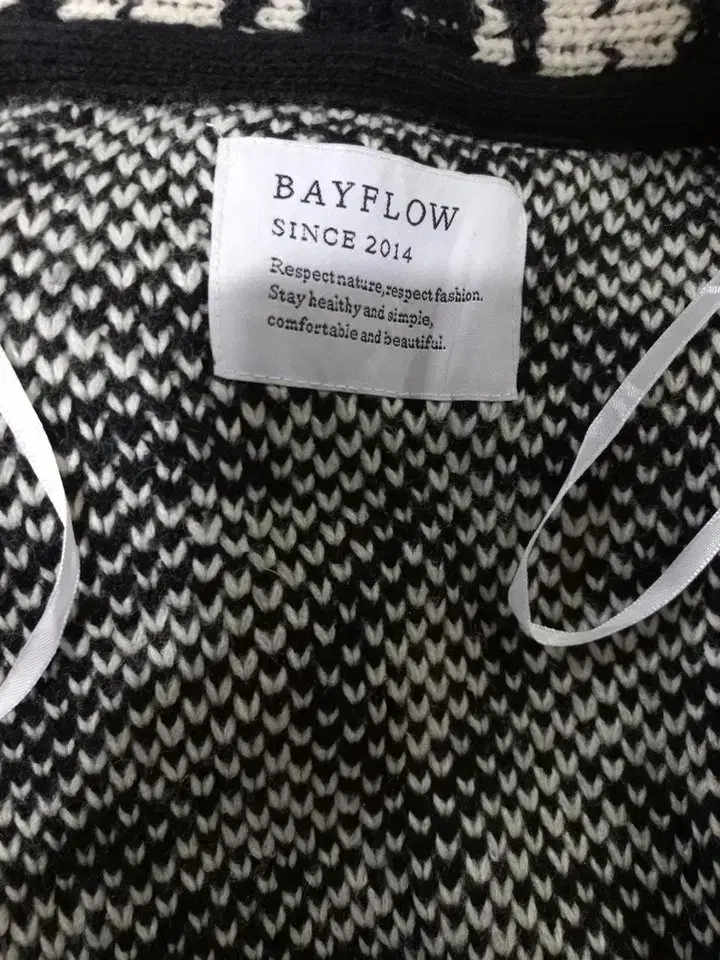 BAYFLOW
SINCE 2014
Respect nature, respect fashion.
Stay healthy and simple,
comfortable and beautiful.